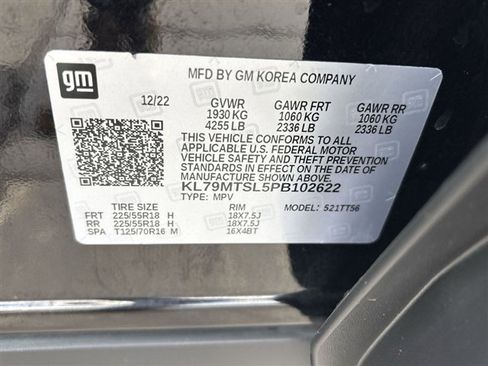 gm
MFD BY GM KOREA COMPANY
12/22 GVWR GAWR FRT GAWR RR
1930 KG 1060 KG 1060 KG
4255 LB 2336 LB 2336 LB
THIS VEHICLE CONFORMS TO ALL
APPLICABLE U.S. FEDERAL MOTOR
VEHICLE SAFETY AND THEFT PREVENTION
STANDARDS IN EFFECT ON THE DATE OF
MANUFACTURE SHOWN ABOVE.
KL79MTSL5PB102622
TYPE: MPV MODEL: 521TT56
TIRE SIZE RIM
FRT 225/55R18 H 18X7.5J
RR 225/55R18 H 18X7.5J
SPA T125/70R16 M 16X4BT